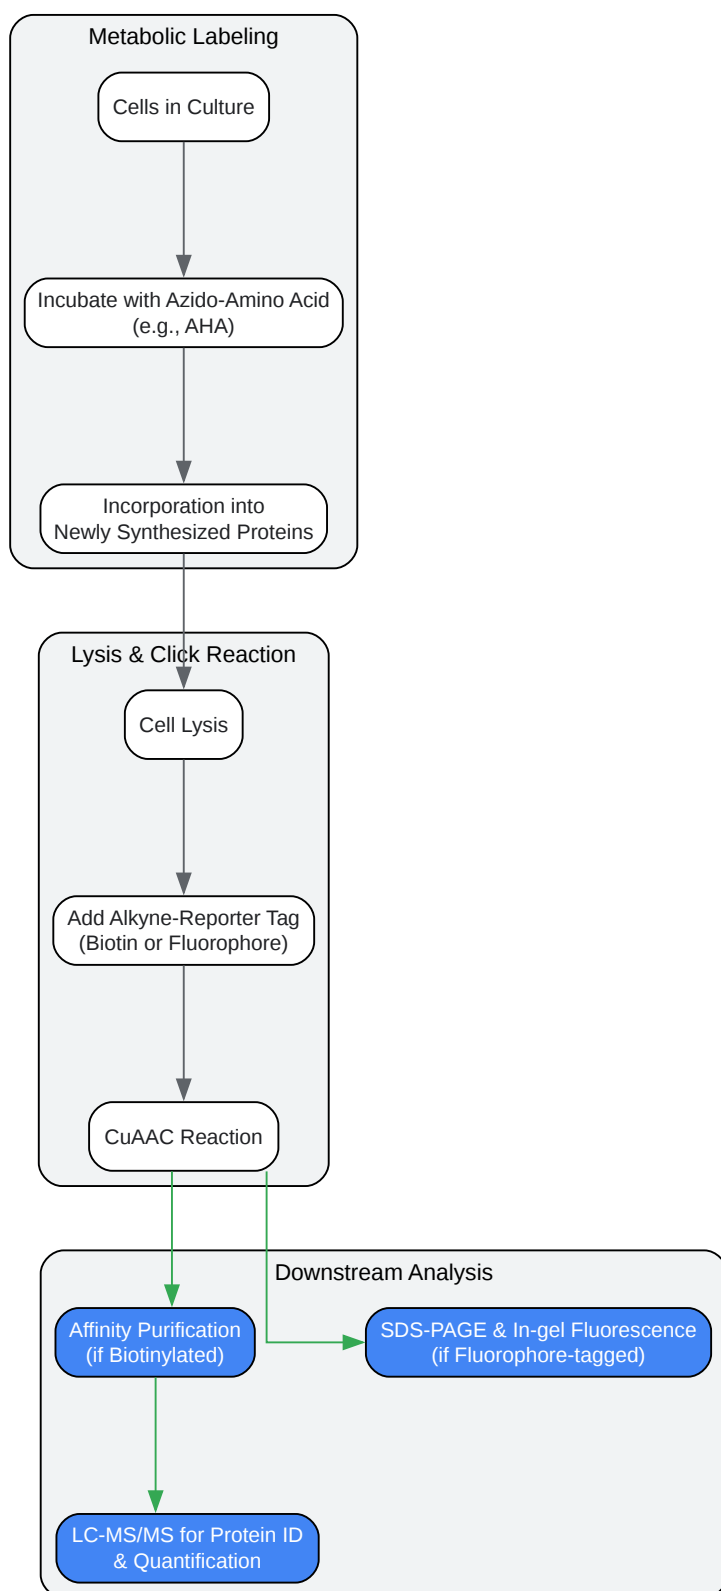 Metabolic Labeling
Cells in Culture
Incubate with Azido-Amino Acid
(e.g., AHA)
Incorporation into
Newly Synthesized Proteins
Lysis & Click Reaction
Cell Lysis
Add Alkyne-Reporter Tag
(Biotin or Fluorophore)
CuAAC Reaction
Downstream Analysis
Affinity Purification
(if Biotinylated)
SDS-PAGE & In-gel Fluorescence
(if Fluorophore-tagged)
LC-MS/MS for Protein ID
& Quantification